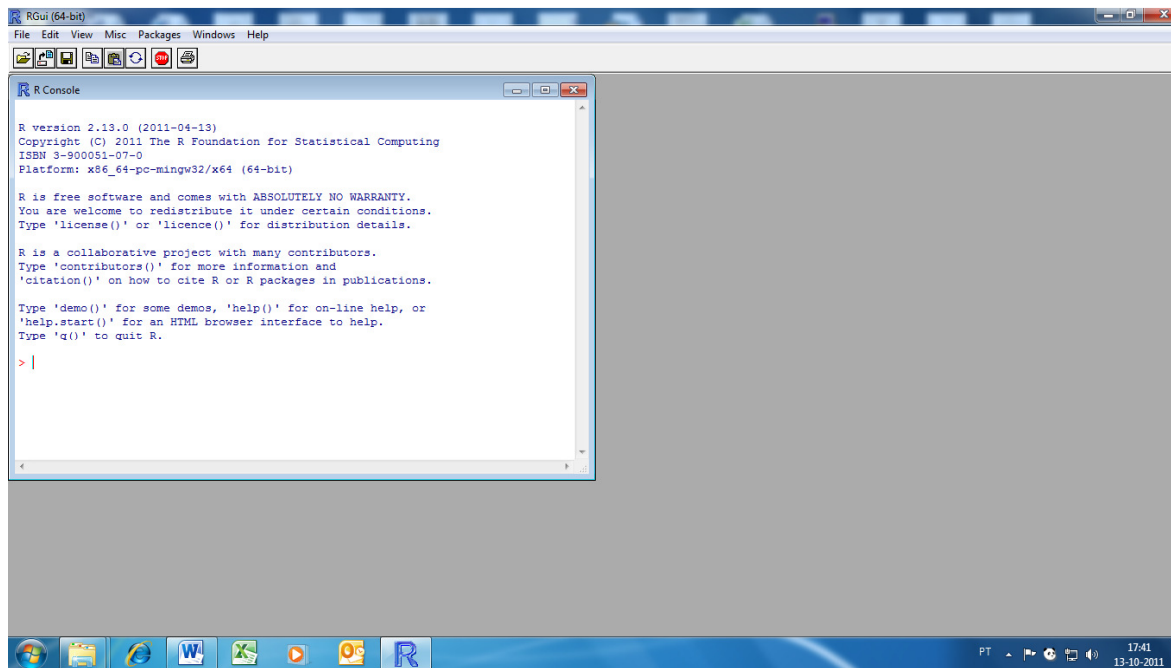 RGui (64-bit)
File Edit View Misc Packages Windows Help
STOP
R Console
R version 2.13.0 (2011-04-13)
Copyright (C) 2011 The R Foundation for Statistical Computing
ISBN 3-900051-07-0
Platform: x86_64-pc-mingw32/x64 (64-bit)
R is free software and comes with ABSOLUTELY NO WARRANTY.
You are welcome to redistribute it under certain conditions.
Type 'license()' or 'licence()' for distribution details.
R is a collaborative project with many contributors.
Type 'contributors()' for more information and
'citation()' on how to cite R or R packages in publications.
Type 'demo()' for some demos, 'help()' for on-line help, or
'help.start()' for an HTML browser interface to help.
Type 'q()' to quit R.
>
PT
17:41
13-10-2011